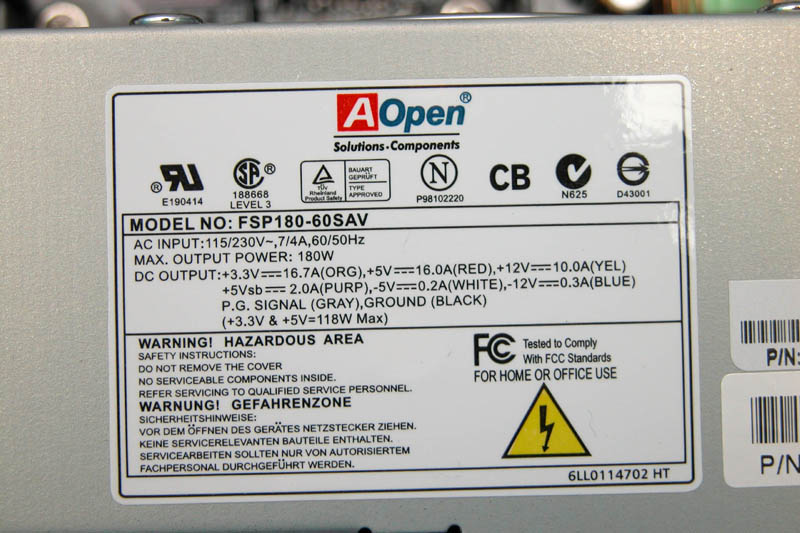 AOpen®
Solutions·Components
® RU
E190414
SA ®
188668
LEVEL 3
TÜV
Rheinland
Product Safety
BAUART
GEPRÜFT
TYPE
APPROVED
N
P98102220
CB
N625
S
D43001
MODEL NO: FSP180-60SAV
AC INPUT:115/230V~,7/4A,60/50Hz
MAX. OUTPUT POWER: 180W
DC OUTPUT:+3.3V⎓16.7A(ORG),+5V⎓16.0A(RED),+12V⎓10.0A(YEL)
+5Vsb⎓2.0A(PURP),-5V⎓0.2A(WHITE),-12V⎓0.3A(BLUE)
P.G. SIGNAL (GRAY),GROUND (BLACK)
(+3.3V & +5V=118W Max)
WARNING! HAZARDOUS AREA
SAFETY INSTRUCTIONS:
DO NOT REMOVE THE COVER
NO SERVICEABLE COMPONENTS INSIDE.
REFER SERVICING TO QUALIFIED SERVICE PERSONNEL.
WARNUNG! GEFAHRENZONE
SICHERHEITSHINWEISE:
VOR DEM ÖFFNEN DES GERÄTES NETZSTECKER ZIEHEN.
KEINE SERVICERELEVANTEN BAUTEILE ENTHALTEN.
SERVICEARBEITEN SOLLTEN NUR VON AUTORISIERTEM
FACHPERSONAL DURCHGEFÜHRT WERDEN.
FC Tested to Comply
With FCC Standards
FOR HOME OR OFFICE USE
6LL0114702 HT
P/N:
P/N